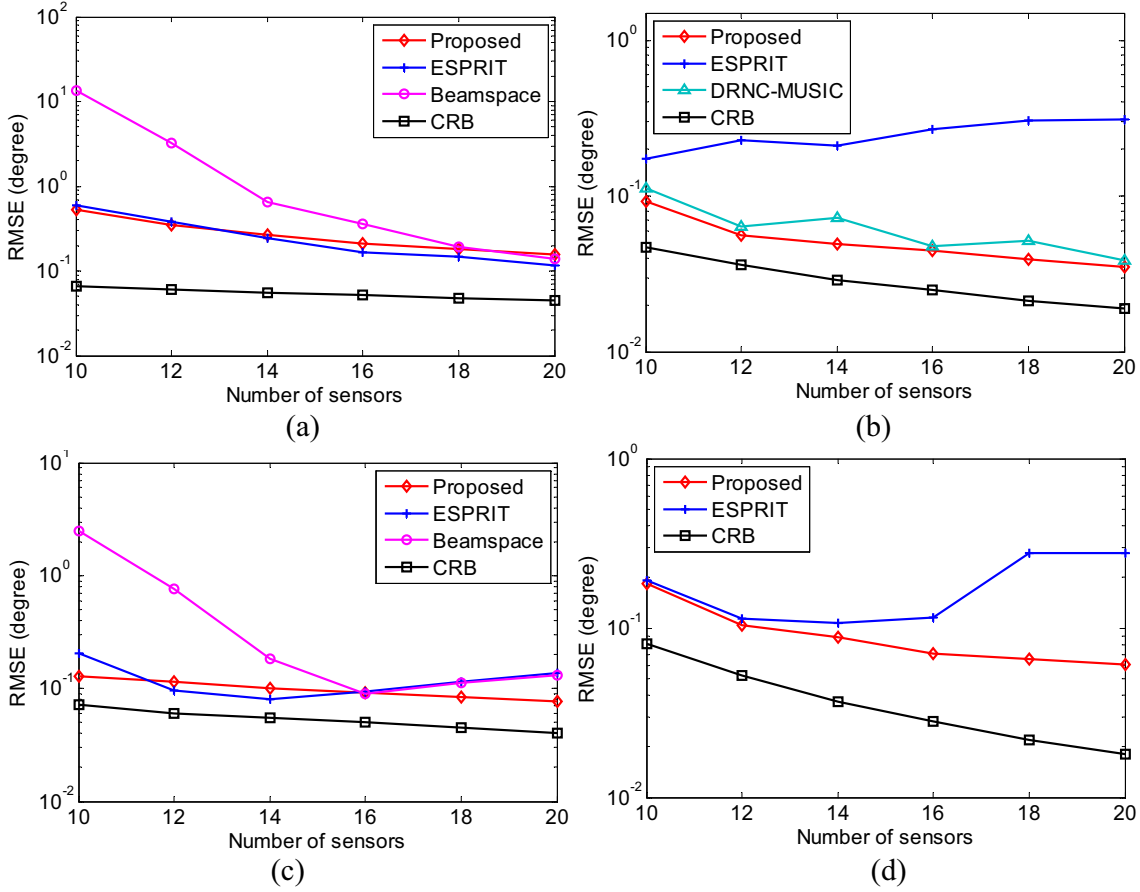 10^2
10^1
10^0
10^-1
10^-2
RMSE (degree)
Proposed
ESPRIT
Beamspace
CRB
10 12 14 16 18 20
Number of sensors
(a)
10^0
10^-1
10^-2
RMSE (degree)
Proposed
ESPRIT
DRNC-MUSIC
CRB
10 12 14 16 18 20
Number of sensors
(b)
10^1
10^0
10^-1
10^-2
RMSE (degree)
Proposed
ESPRIT
Beamspace
CRB
10 12 14 16 18 20
Number of sensors
(c)
10^0
10^-1
10^-2
RMSE (degree)
Proposed
ESPRIT
CRB
10 12 14 16 18 20
Number of sensors
(d)